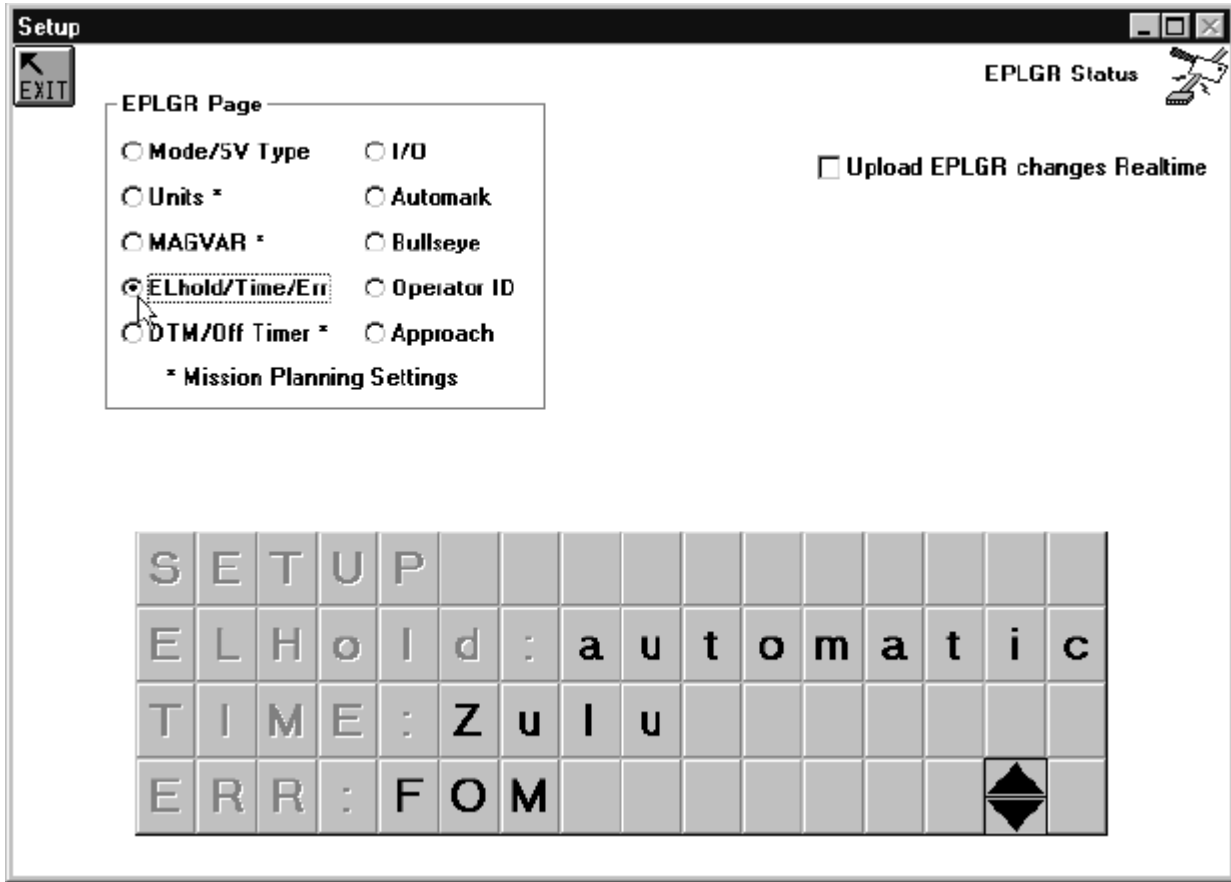 Setup
EXIT
EPLGR Status
EPLGR Page
Mode/SV Type
I/O
Upload EPLGR changes Realtime
Units *
Automark
MAGVAR *
Bullseye
ELhold/Time/Err
Operator ID
DTM/Off Timer *
Approach
* Mission Planning Settings
SETUP
ELHold:automatic
TIME:Zulu
ERR:FOM